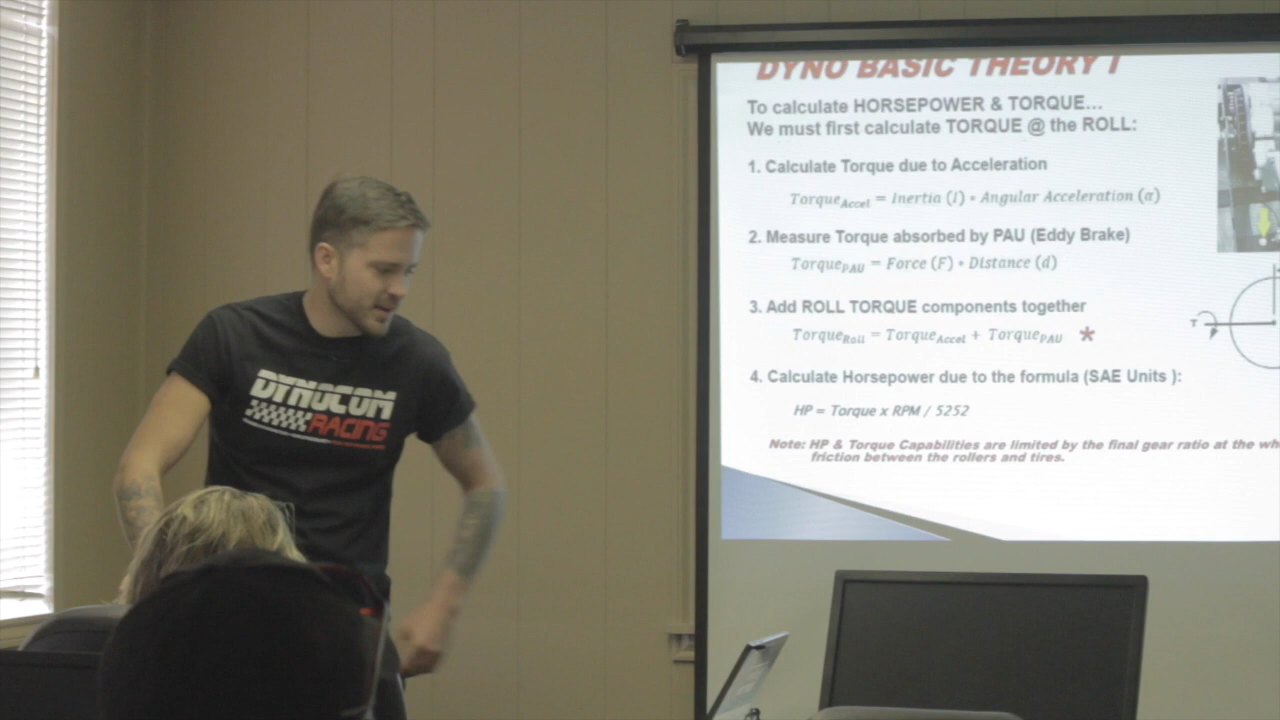 DYNO BASIC THEORY I
To calculate HORSEPOWER & TORQUE...
We must first calculate TORQUE @ the ROLL:
1. Calculate Torque due to Acceleration
Torque_Accel = Inertia (I) * Angular Acceleration (α)
2. Measure Torque absorbed by PAU (Eddy Brake)
Torque_PAU = Force (F) * Distance (d)
3. Add ROLL TORQUE components together
Torque_Roll = Torque_Accel + Torque_PAU *
T
4. Calculate Horsepower due to the formula (SAE Units ):
HP = Torque x RPM / 5252
Note: HP & Torque Capabilities are limited by the final gear ratio at the wh
friction between the rollers and tires.
DYNOCOM
RACING